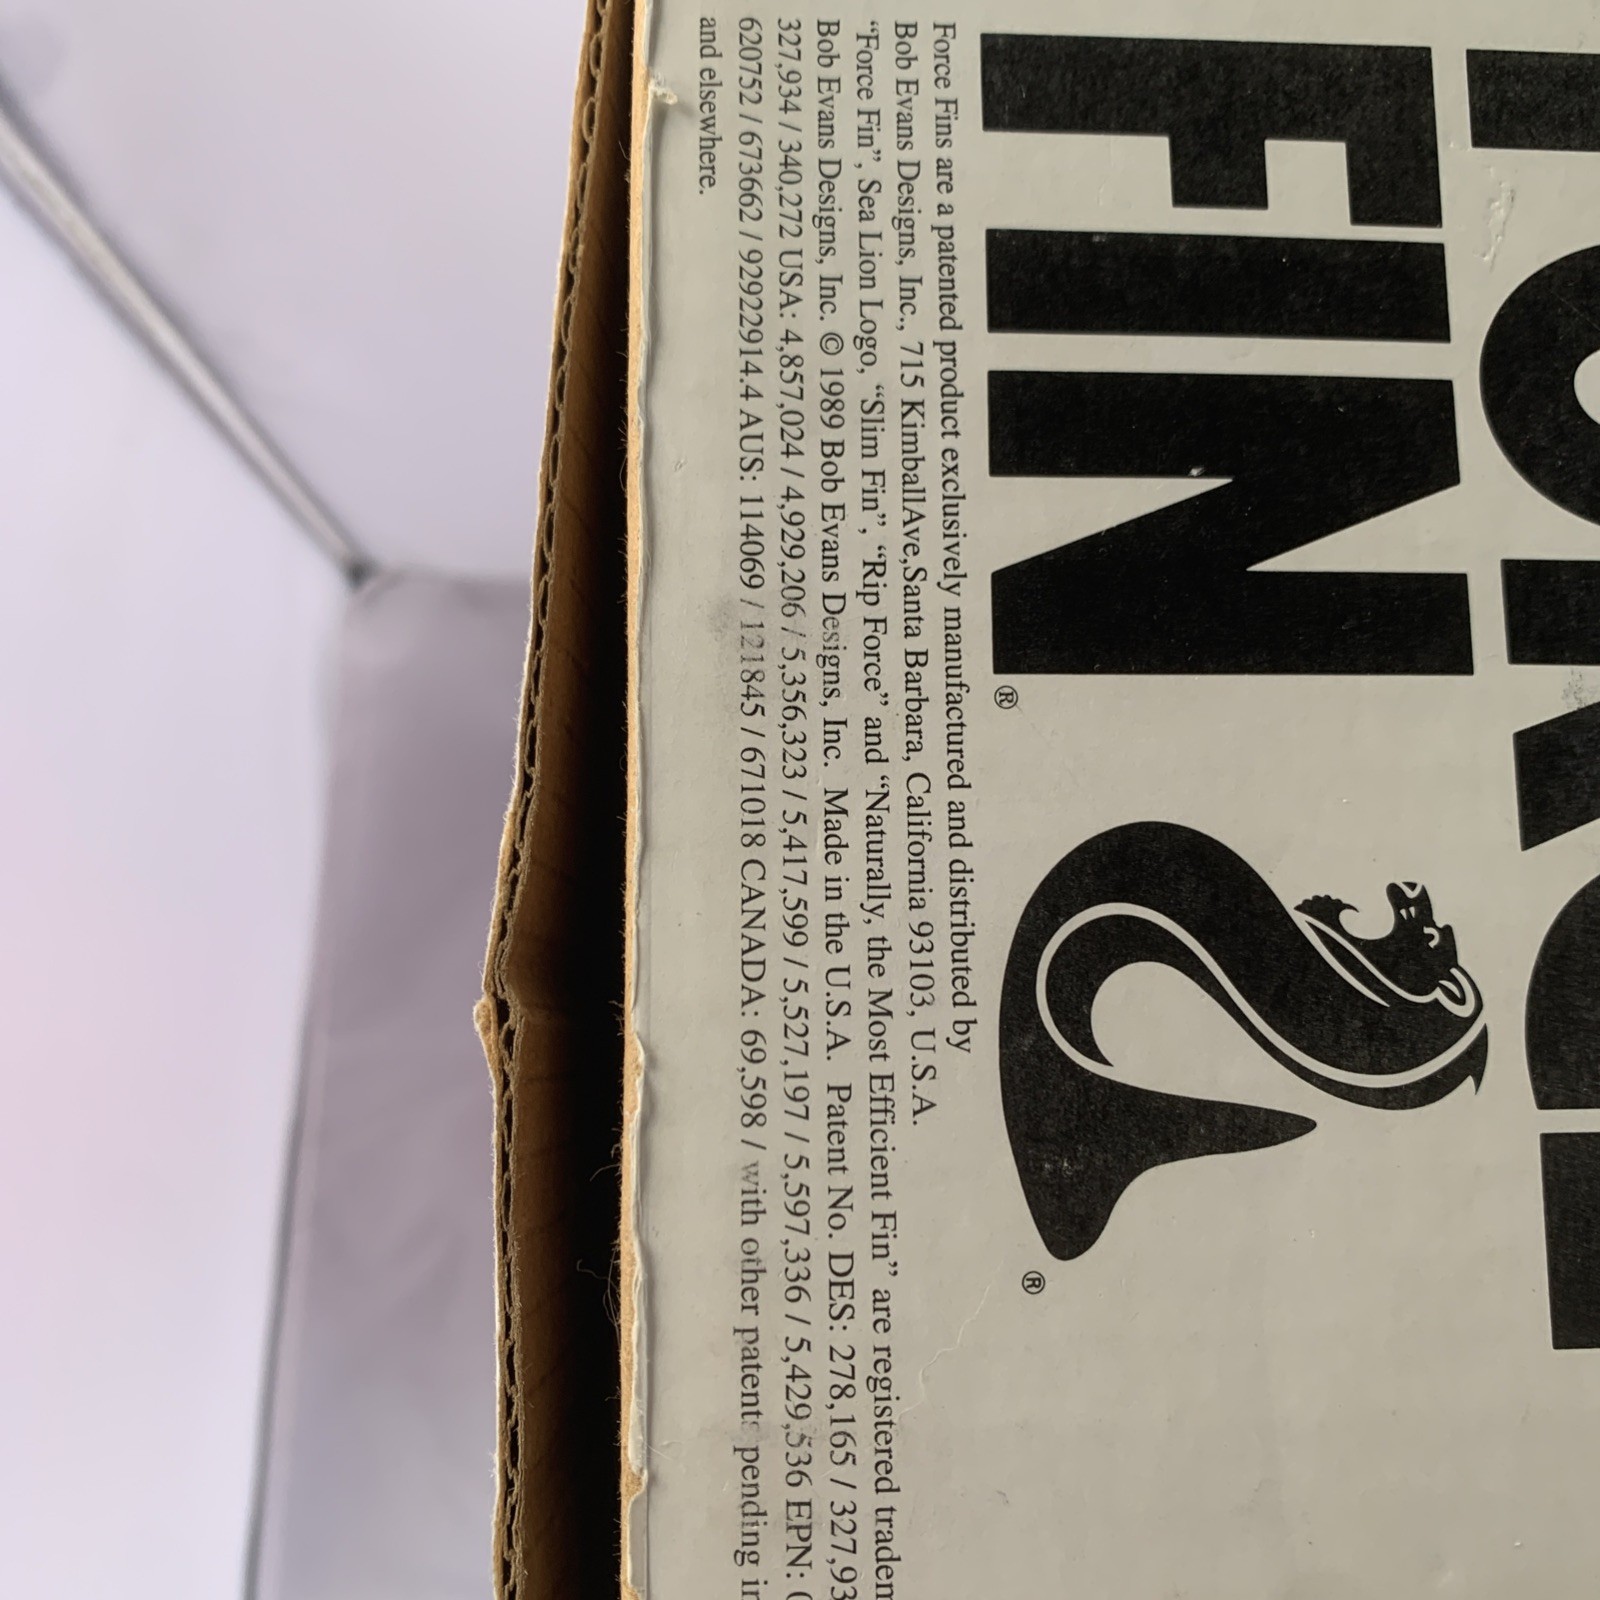 FIN®
®
Force Fins are a patented product exclusively manufactured and distributed by
Bob Evans Designs, Inc., 715 KimballAve,Santa Barbara, California 93103, U.S.A.
“Force Fin”, Sea Lion Logo, “Slim Fin”, “Rip Force” and “Naturally, the Most Efficient Fin” are registered
Bob Evans Designs, Inc. © 1989 Bob Evans Designs, Inc. Made in the U.S.A. Patent No. DES: 278,165 /
327,934 / 340,272 USA: 4,857,024 / 4,929,206 / 5,356,323 / 5,417,599 / 5,527,197 / 5,597,336 / 5,429,536 EPN:
620752 / 673662 / 92922914.4 AUS: 114069 / 121845 / 671018 CANADA: 69,598 / with other patents pending
and elsewhere.